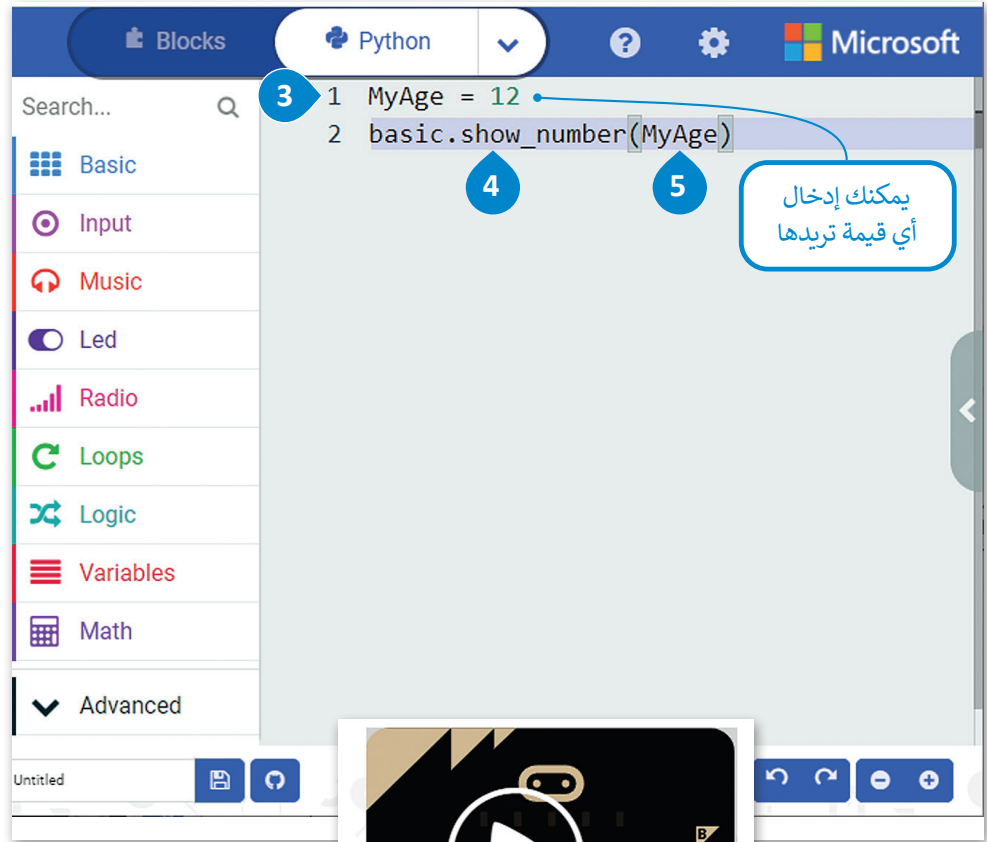 Blocks
Python
Microsoft
Search...
3
1 MyAge = 12
2 basic.show_number(MyAge)
4
5
يمكنك إدخال
أي قيمة تريدها
Basic
Input
Music
Led
Radio
Loops
Logic
Variables
Math
Advanced
Untitled
B